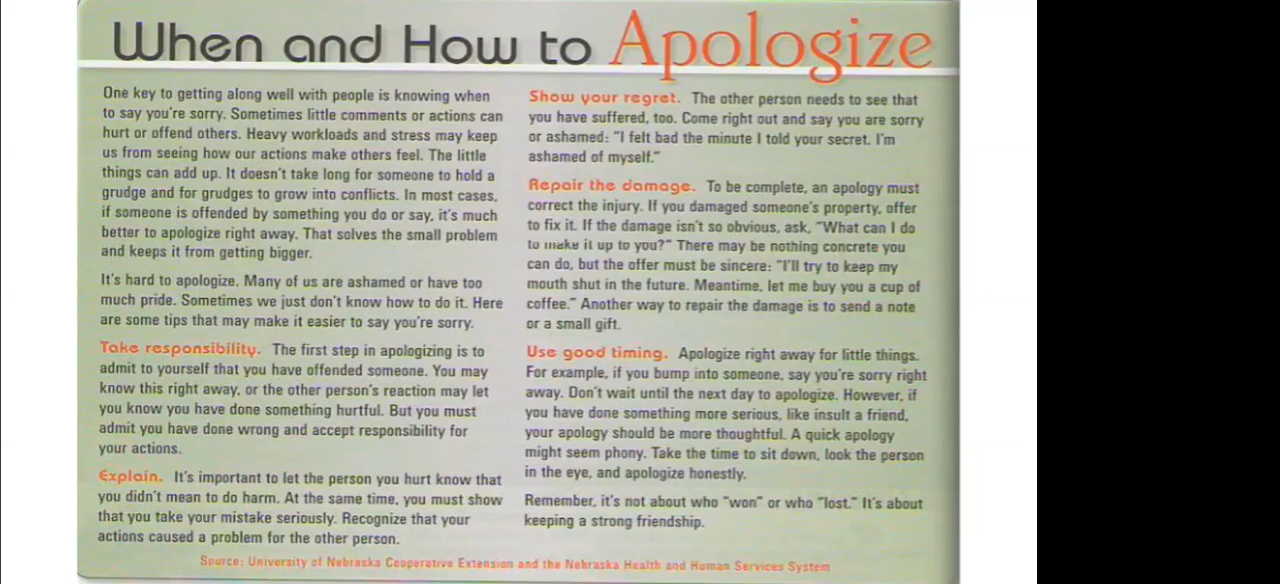 When and How to Apologize
One key to getting along well with people is knowing when
to say you're sorry. Sometimes little comments or actions can
hurt or offend others. Heavy workloads and stress may keep
us from seeing how our actions make others feel. The little
things can add up. It doesn't take long for someone to hold a
grudge and for grudges to grow into conflicts. In most cases,
if someone is offended by something you do or say, it's much
better to apologize right away. That solves the small problem
and keeps it from getting bigger.
It's hard to apologize. Many of us are ashamed or have too
much pride. Sometimes we just don't know how to do it. Here
are some tips that may make it easier to say you're sorry.
Take responsibility. The first step in apologizing is to
admit to yourself that you have offended someone. You may
know this right away, or the other person's reaction may let
you know you have done something hurtful. But you must
admit you have done wrong and accept responsibility for
your actions.
Explain. It's important to let the person you hurt know that
you didn't mean to do harm. At the same time, you must show
that you take your mistake seriously. Recognize that your
actions caused a problem for the other person.
Show your regret. The other person needs to see that
you have suffered, too. Come right out and say you are sorry
or ashamed: "I felt bad the minute I told your secret. I'm
ashamed of myself."
Repair the damage. To be complete, an apology must
correct the injury. If you damaged someone's property, offer
to fix it. If the damage isn't so obvious, ask, "What can I do
to make it up to you?" There may be nothing concrete you
can do, but the offer must be sincere: "I'll try to keep my
mouth shut in the future. Meantime, let me buy you a cup of
coffee." Another way to repair the damage is to send a note
or a small gift.
Use good timing. Apologize right away for little things.
For example, if you bump into someone, say you're sorry right
away. Don't wait until the next day to apologize. However, if
you have done something more serious, like insult a friend,
your apology should be more thoughtful. A quick apology
might seem phony. Take the time to sit down, look the person
in the eye, and apologize honestly.
Remember, it's not about who "won" or who "lost." It's about
keeping a strong friendship.
Source: University of Nebraska Cooperative Extension and the Nebraska Health and Human Services System